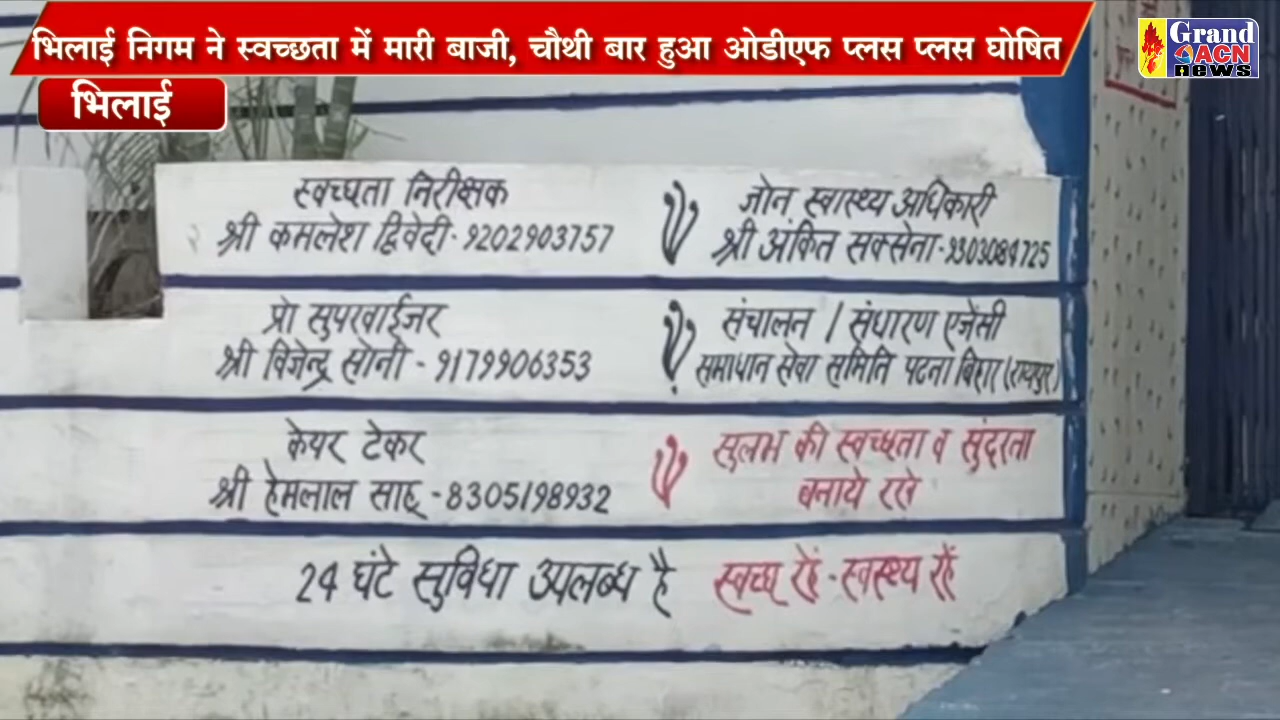 भिलाई निगम ने स्वच्छता में मारी बाजी, चौथी बार हुआ ओडीएफ प्लस प्लस घोषित
Grand
ACN
news
भिलाई
स्वच्छता निरीक्षक
श्री कमलेश द्विवेदी - 9202903757
जोन स्वास्थ्य अधिकारी
श्री अंकित सक्सेना - 9303084725
प्रो सुपरवाईजर
श्री विजेन्द्र सोनी - 9179906353
संचालन / संधारण एजेंसी
समाधान सेवा समिति पटना बिहार (रायपुर)
केयर टेकर
श्री हेमलाल साहू - 8305198932
सुलभ की स्वच्छता व सुंदरता
बनाये रखे
24 घंटे सुविधा उपलब्ध है
स्वच्छ रहें - स्वस्थ्य रहें